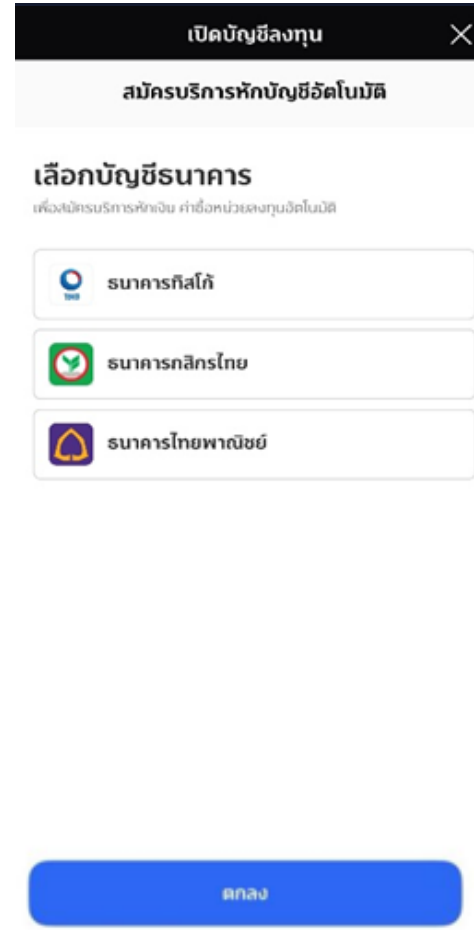 เปิดบัญชีลงทุน
สมัครบริการหักบัญชีอัตโนมัติ
เลือกบัญชีธนาคาร
เพื่อสมัครบริการหักเงิน ค่าซื้อหน่วยลงทุนอัตโนมัติ
ธนาคารทิสโก้
ธนาคารกสิกรไทย
ธนาคารไทยพาณิชย์
ตกลง